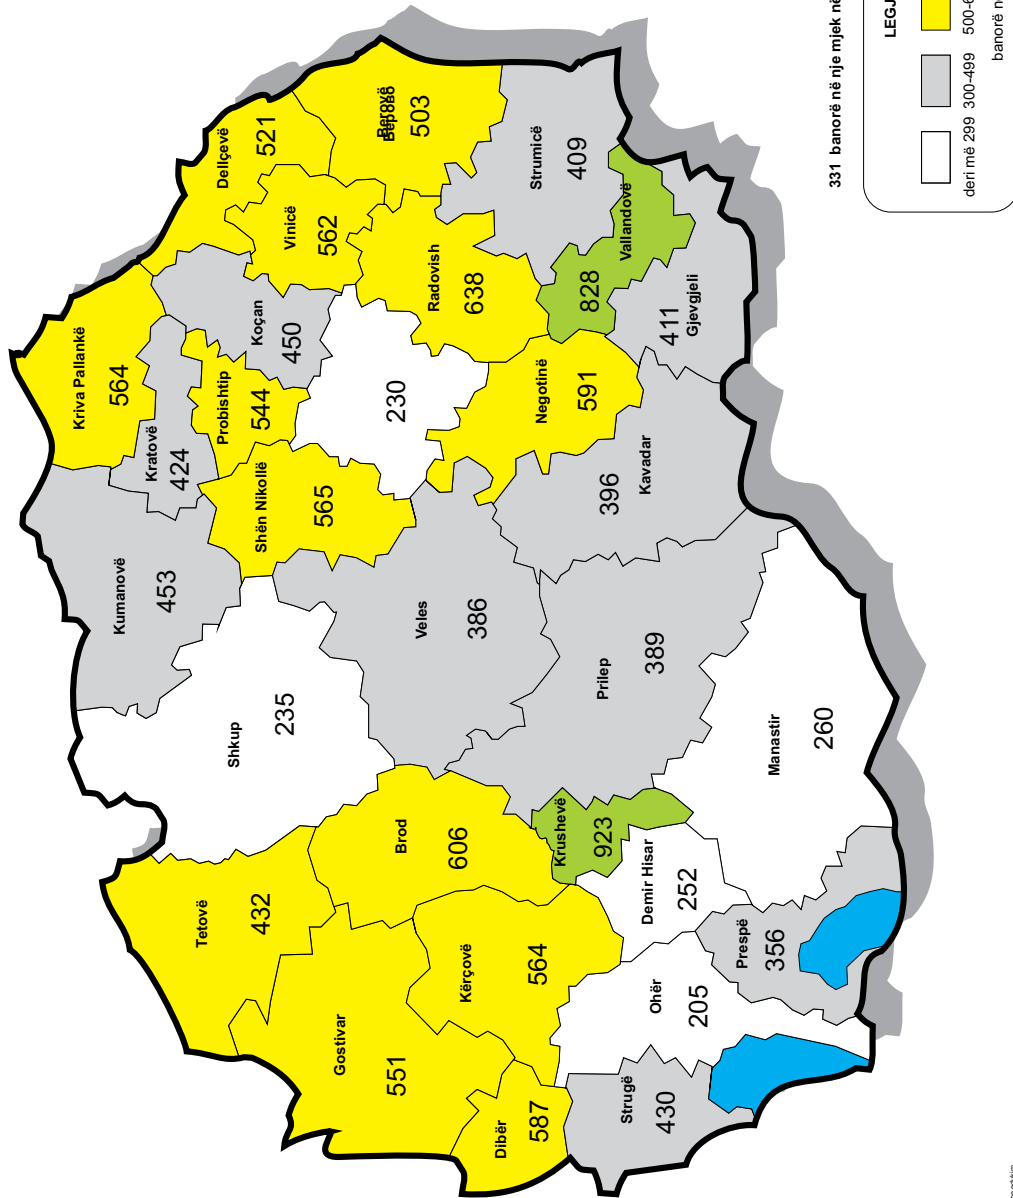 Kriva Pallankë
564
Kumanovë
453
Kratovë
424
Tetovë
432
Probishtip
544
Dellçevë
521
Shkup
235
Shën Nikollë
565
Koçan
450
Vinicë
562
Gostivar
551
Brod
606
Veles
386
230
Radovish
638
Berovë
Берово
503
Kërçovë
564
Dibër
587
Krushevë
923
Prilep
389
Negotinë
591
Strumicë
409
828
Vallandovë
Strugë
430
Demir Hisar
252
Kavadar
396
Ohër
205
411
Gjevgjeli
Prespë
356
Manastir
260
331 banorë në nje mjek në
LEGJ
deri më 299 300-499 500-6
banorë n